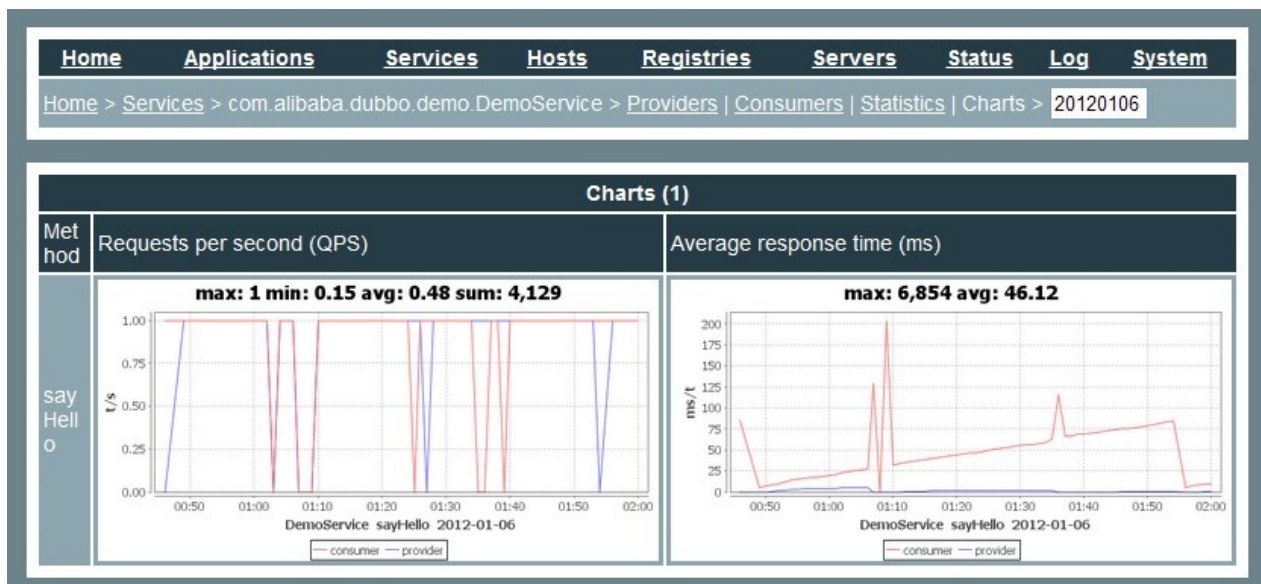 Home Applications Services Hosts Registries Servers Status Log System
Home > Services > com.alibaba.dubbo.demo.DemoService > Providers | Consumers | Statistics | Charts > 20120106
Charts (1)
Met
hod
Requests per second (QPS)
Average response time (ms)
say
Hell
o
max: 1 min: 0.15 avg: 0.48 sum: 4,129
1.00
0.75
0.50
0.25
0.00
t/s
00:50 01:00 01:10 01:20 01:30 01:40 01:50 02:00
DemoService sayHello 2012-01-06
consumer provider
max: 6,854 avg: 46.12
200
175
150
125
100
75
50
25
0
ms/t
00:50 01:00 01:10 01:20 01:30 01:40 01:50 02:00
DemoService sayHello 2012-01-06
consumer provider